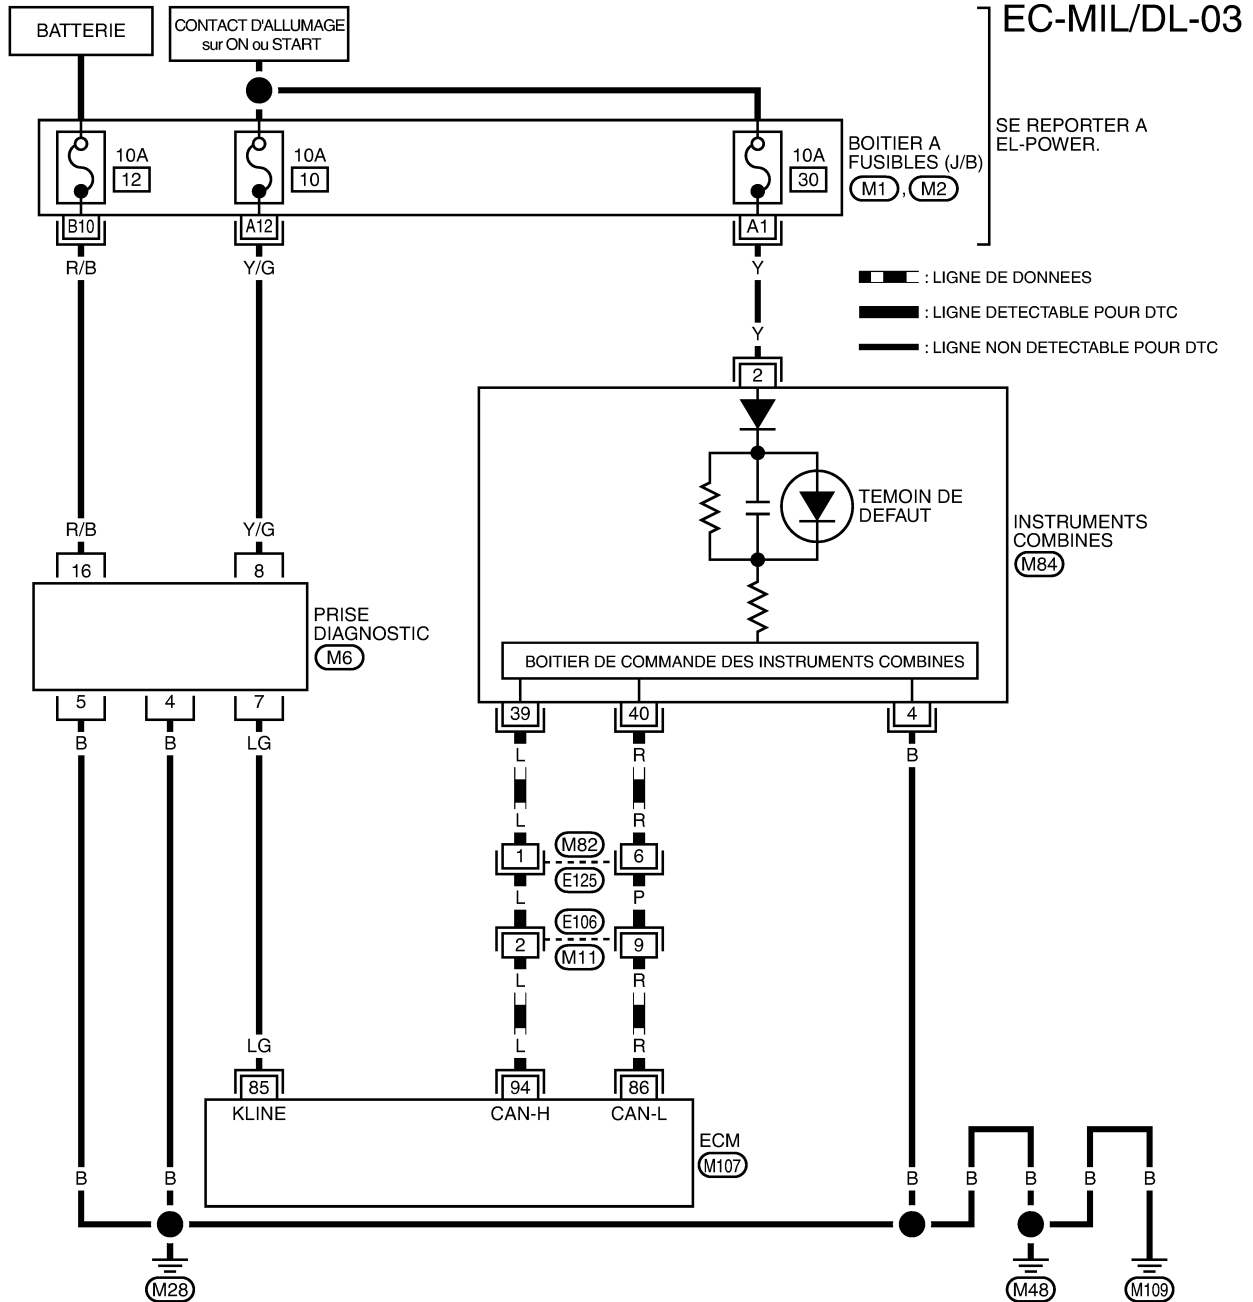 EC-MIL/DL-03
BATTERIE
CONTACT D'ALLUMAGE
sur ON ou START
SE REPORTER A
EL-POWER.
10A
12
10A
10
10A
30
BOITIER A
FUSIBLES (J/B)
M1 , M2
B10
A12
A1
R/B
Y/G
Y
: LIGNE DE DONNEES
: LIGNE DETECTABLE POUR DTC
: LIGNE NON DETECTABLE POUR DTC
Y
2
TEMOIN DE
DEFAUT
INSTRUMENTS
COMBINES
M84
R/B
Y/G
16
8
PRISE
DIAGNOSTIC
M6
BOITIER DE COMMANDE DES INSTRUMENTS COMBINES
5
4
7
39
40
4
B
B
LG
L
R
B
L
R
1
M82
6
E125
L
P
E106
2
9
M11
L
R
LG
L
R
85
94
86
KLINE
CAN-H
CAN-L
ECM
M107
B
B
B
B
B
B
B
M28
M48
M109